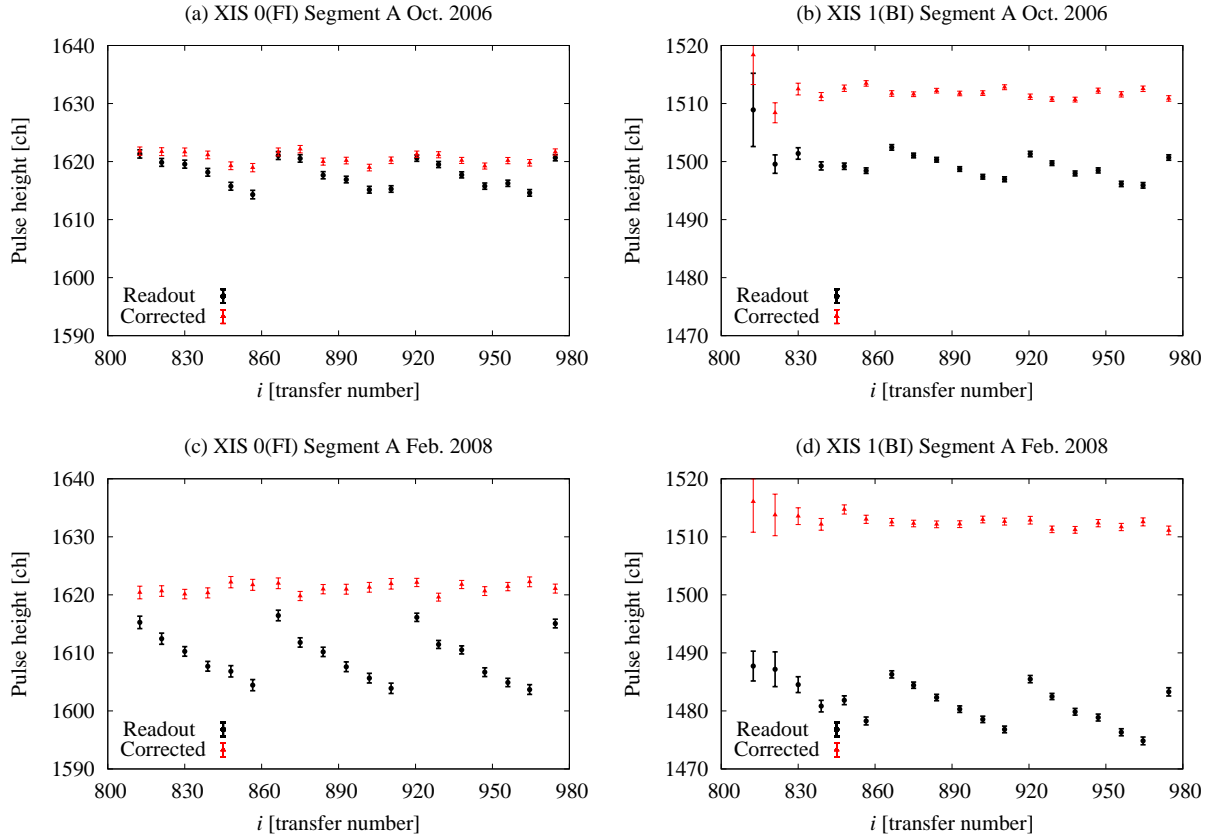 (a) XIS 0(FI) Segment A Oct. 2006
1640
1630
1620
1610
1600
1590
Pulse height [ch]
Readout
Corrected
800 830 860 890 920 950 980
i [transfer number]
(b) XIS 1(BI) Segment A Oct. 2006
1520
1510
1500
1490
1480
1470
Pulse height [ch]
Readout
Corrected
800 830 860 890 920 950 980
i [transfer number]
(c) XIS 0(FI) Segment A Feb. 2008
1640
1630
1620
1610
1600
1590
Pulse height [ch]
Readout
Corrected
800 830 860 890 920 950 980
i [transfer number]
(d) XIS 1(BI) Segment A Feb. 2008
1520
1510
1500
1490
1480
1470
Pulse height [ch]
Readout
Corrected
800 830 860 890 920 950 980
i [transfer number]